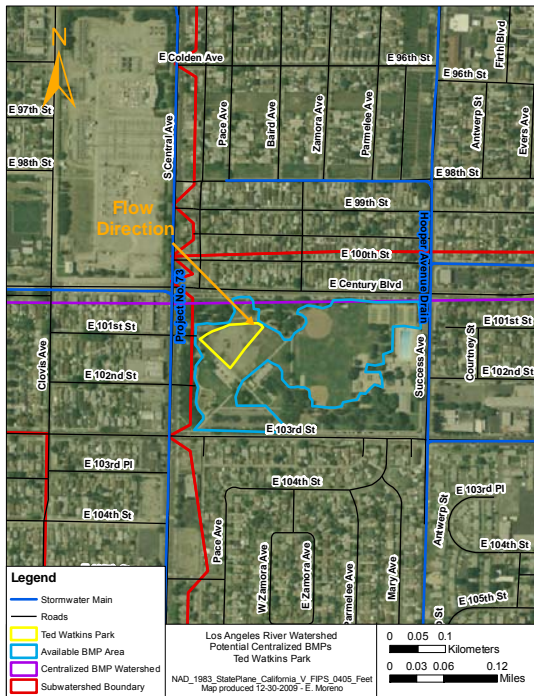 N
E Colden Ave
Firth Blvd
E 96th St
E 96th St
E 97th St
S Central Ave
Pace Ave
Baird Ave
Zamora Ave
Parmelee Ave
Antwerp St
Evers Ave
E 98th St
E 98th St
E 99th St
Flow
Direction
Hooper Avenue Drain
E 100th St
E Century Blvd
Project No. 73
E 101st St
E 101st St
Clovis Ave
Success Ave
Courtney St
E 102nd St
E 102nd St
E 103rd St
E 103rd Pl
E 104th St
E 103rd Pl
E 104th St
Antwerp St
E 104th St
Pace Ave
W Zamora Ave
E Zamora Ave
Parmelee Ave
Mary Ave
E 105th St
Legend
Stormwater Main
Roads
Ted Watkins Park
Available BMP Area
Centralized BMP Watershed
Subwatershed Boundary
Los Angeles River Watershed
Potential Centralized BMPs
Ted Watkins Park
NAD_1983_StatePlane_California_V_FIPS_0405_Feet
Map produced 12-30-2009 - E. Moreno
0 0.05 0.1
Kilometers
0 0.03 0.06 0.12
Miles